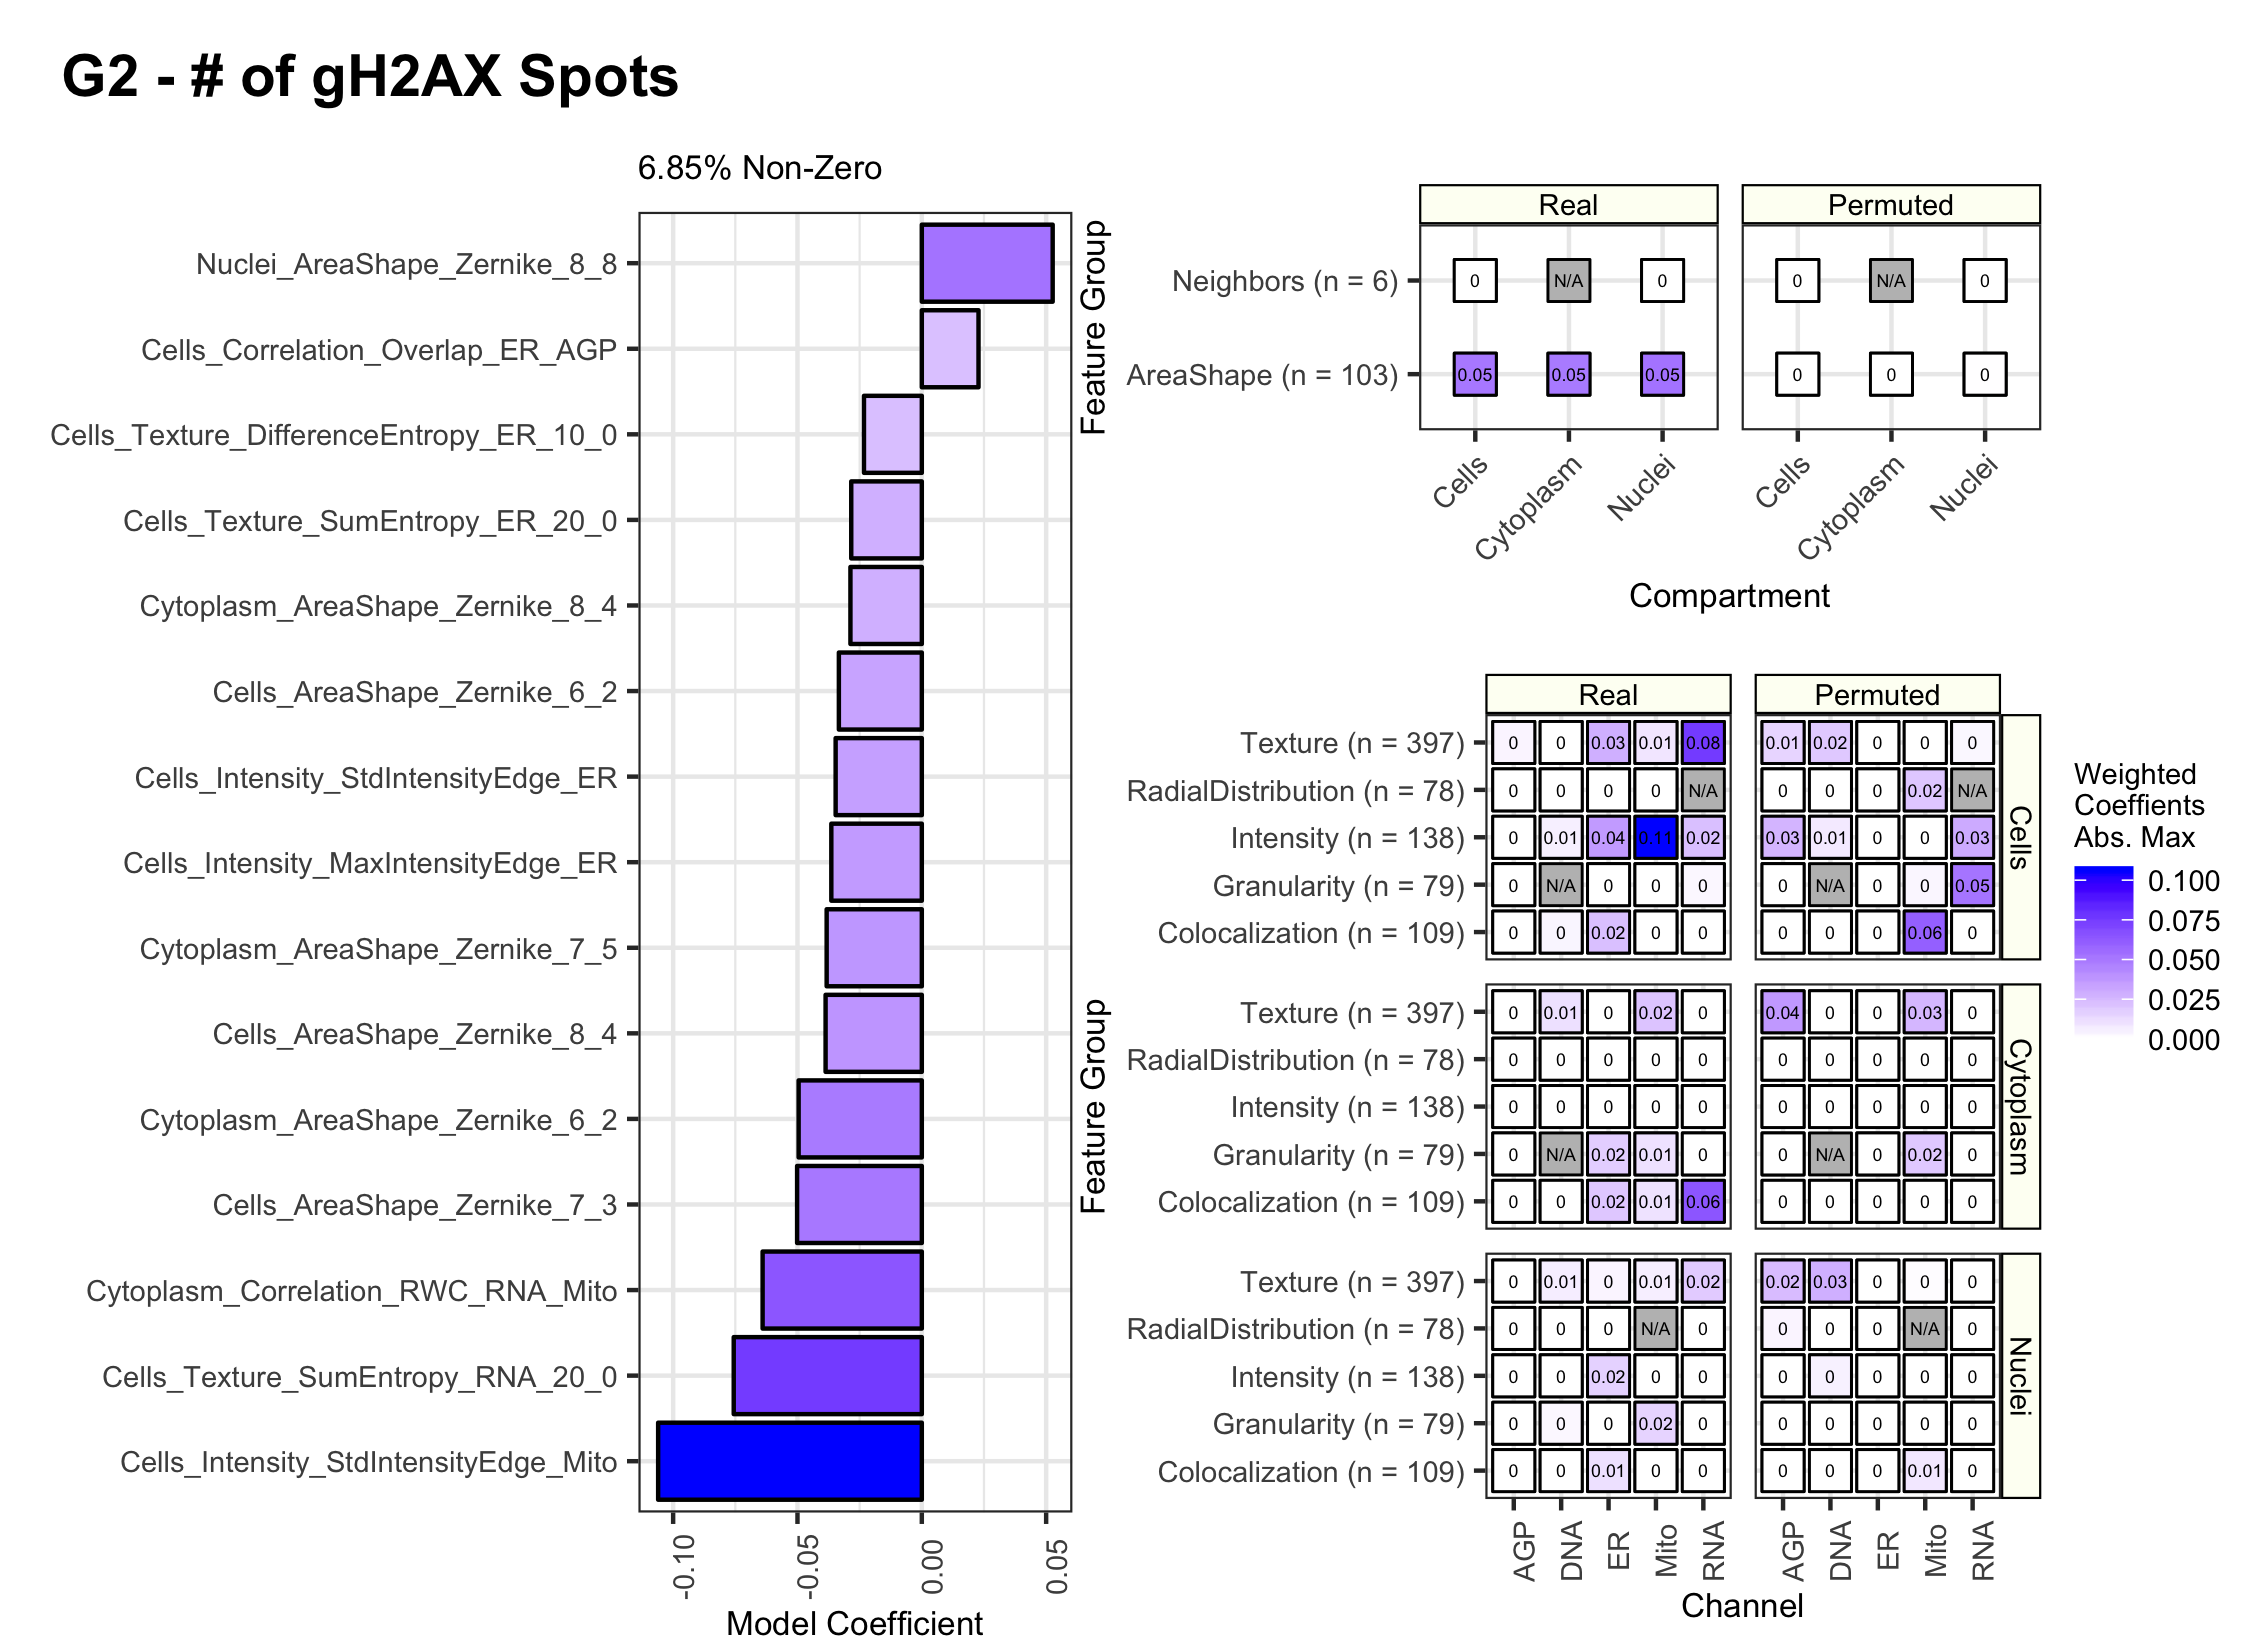 G2 - # of gH2AX Spots
6.85% Non-Zero
Nuclei_AreaShape_Zernike_8_8
Cells_Correlation_Overlap_ER_AGP
Cells_Texture_DifferenceEntropy_ER_10_0
Cells_Texture_SumEntropy_ER_20_0
Cytoplasm_AreaShape_Zernike_8_4
Cells_AreaShape_Zernike_6_2
Cells_Intensity_StdIntensityEdge_ER
Cells_Intensity_MaxIntensityEdge_ER
Cytoplasm_AreaShape_Zernike_7_5
Cells_AreaShape_Zernike_8_4
Cytoplasm_AreaShape_Zernike_6_2
Cells_AreaShape_Zernike_7_3
Cytoplasm_Correlation_RWC_RNA_Mito
Cells_Texture_SumEntropy_RNA_20_0
Cells_Intensity_StdIntensityEdge_Mito
-0.10 -0.05 0.00 0.05
Model Coefficient
Feature Group
Real Permuted
Neighbors (n = 6) 0 N/A 0 0 N/A 0
AreaShape (n = 103) 0.05 0.05 0.05 0 0 0
Cells Cytoplasm Nuclei Cells Cytoplasm Nuclei
Compartment
Feature Group
Real Permuted
Texture (n = 397) 0 0 0.03 0.01 0.08 0.01 0.02 0 0 0
RadialDistribution (n = 78) 0 0 0 0 N/A 0 0 0 0.02 N/A
Intensity (n = 138) 0 0.01 0.04 0.11 0.02 0.03 0.01 0 0 0.03
Granularity (n = 79) 0 N/A 0 0 0 0 N/A 0 0 0.05
Colocalization (n = 109) 0 0 0.02 0 0 0 0 0 0.06 0
Cells
Texture (n = 397) 0 0.01 0 0.02 0 0.04 0 0 0.03 0
RadialDistribution (n = 78) 0 0 0 0 0 0 0 0 0 0
Intensity (n = 138) 0 0 0 0 0 0 0 0 0 0
Granularity (n = 79) 0 N/A 0.02 0.01 0 0 N/A 0 0.02 0
Colocalization (n = 109) 0 0 0.02 0.01 0.06 0 0 0 0 0
Cytoplasm
Texture (n = 397) 0 0.01 0 0.01 0.02 0.02 0.03 0 0 0
RadialDistribution (n = 78) 0 0 0 N/A 0 0 0 0 N/A 0
Intensity (n = 138) 0 0 0.02 0 0 0 0 0 0 0
Granularity (n = 79) 0 0 0 0.02 0 0 0 0 0 0
Colocalization (n = 109) 0 0 0.01 0 0 0 0 0 0.01 0
Nuclei
AGP DNA ER Mito RNA AGP DNA ER Mito RNA
Channel
Weighted
Coeffients
Abs. Max
0.100
0.075
0.050
0.025
0.000